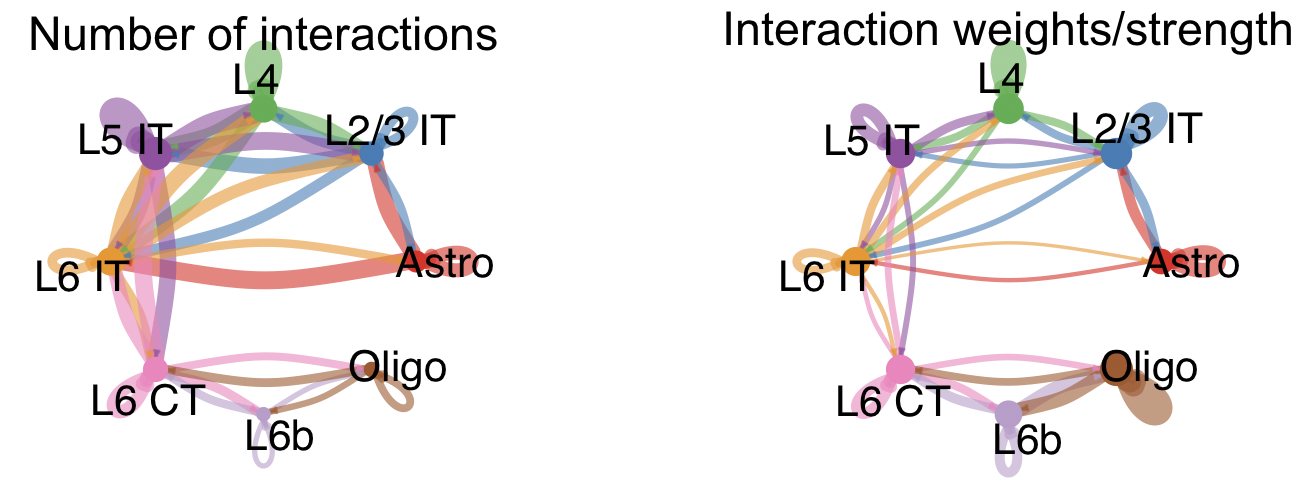 Number of interactions
L4
L5 IT
L2/3 IT
L6 IT
Astro
L6 CT
Oligo
L6b
Interaction weights/strength
L4
L5 IT
L2/3 IT
L6 IT
Astro
L6 CT
Oligo
L6b